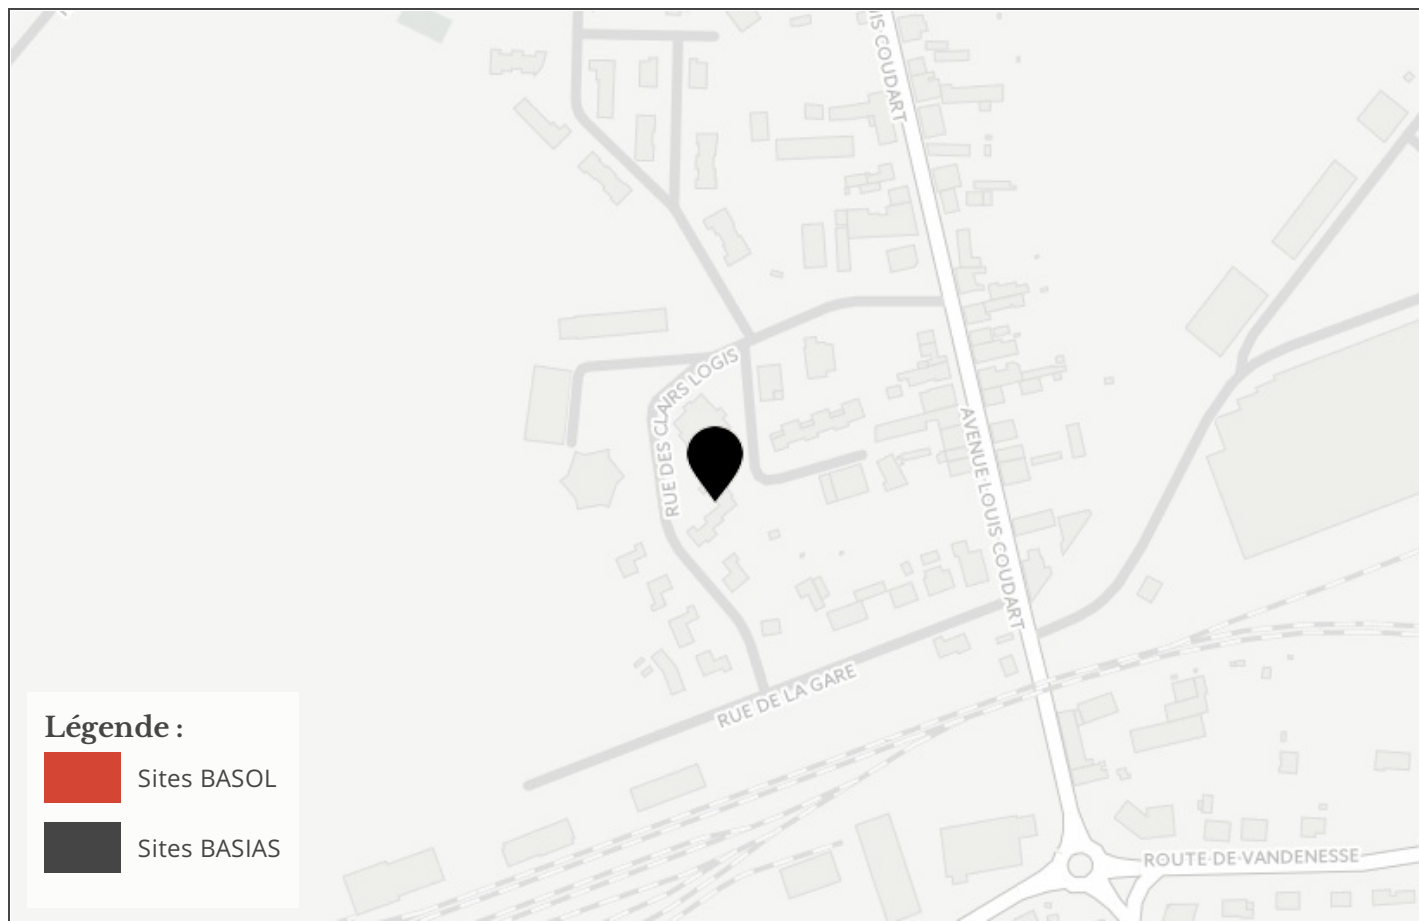 IS COUDART
RUE DES CLAIRS LOGIS
AVENUE LOUIS COUDART
RUE DE LA GARE
Légende :
Sites BASOL
Sites BASIAS
ROUTE DE VANDENESSE